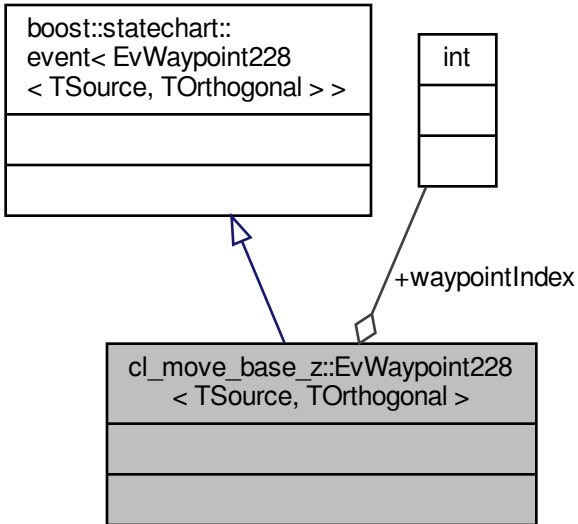 boost::statechart::
event< EvWaypoint228
< TSource, TOrthogonal > >
int
+waypointIndex
cl_move_base_z::EvWaypoint228
< TSource, TOrthogonal >